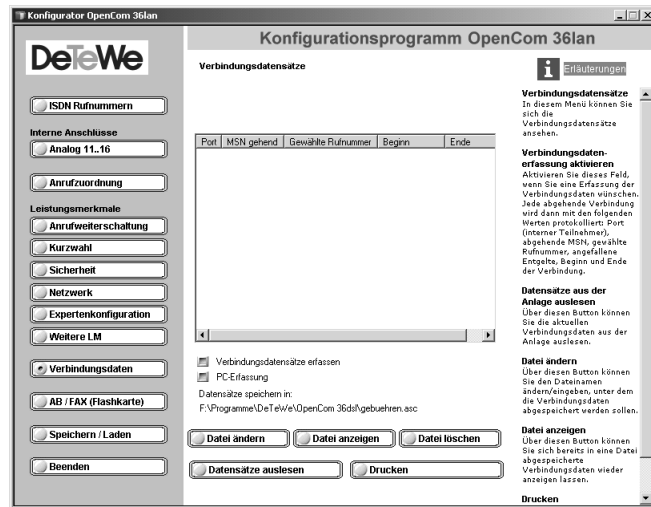 Konfigurator OpenCom 36lan
DeTeWe
Konfigurationsprogramm OpenCom 36lan
ISDN Rufnummern
Interne Anschlüsse
Analog 11..16
Anrufzuordnung
Leistungsmerkmale
Anrufweiterschaltung
Kurzwahl
Sicherheit
Netzwerk
Expertenkonfiguration
Weitere LM
Verbindungsdaten
AB / FAX (Flashkarte)
Speichern / Laden
Beenden
Verbindungsdatensätze
Port MSN gehend Gewählte Rufnummer Beginn Ende
Verbindungsdatensätze erfassen
PC-Erfassung
Datensätze speichern in:
F:\Programme\DeTeWe\OpenCom 36dsl\gebuehren.asc
Datei ändern Datei anzeigen Datei löschen
Datensätze auslesen Drucken
i Erläuterungen
Verbindungsdatensätze
In diesem Menü können Sie
sich die
Verbindungsdatensätze
ansehen.
Verbindungsdaten-
erfassung aktivieren
Aktivieren Sie dieses Feld,
wenn Sie eine Erfassung der
Verbindungsdaten wünschen.
Jede abgehende Verbindung
wird dann mit den folgenden
Werten protokolliert: Port
(interner Teilnehmer),
abgehende MSN, gewählte
Rufnummer, angefallene
Entgelte, Beginn und Ende
der Verbindung.
Datensätze aus der
Anlage auslesen
Über diesen Button können
Sie die aktuellen
Verbindungsdaten aus der
Anlage auslesen.
Datei ändern
Über diesen Button können
Sie den Dateinamen
ändern/eingeben, unter dem
die Verbindungsdaten
abgespeichert werden sollen.
Datei anzeigen
Über diesen Button können
Sie sich bereits in eine Datei
abgespeicherte
Verbindungsdaten wieder
anzeigen lassen.
Drucken